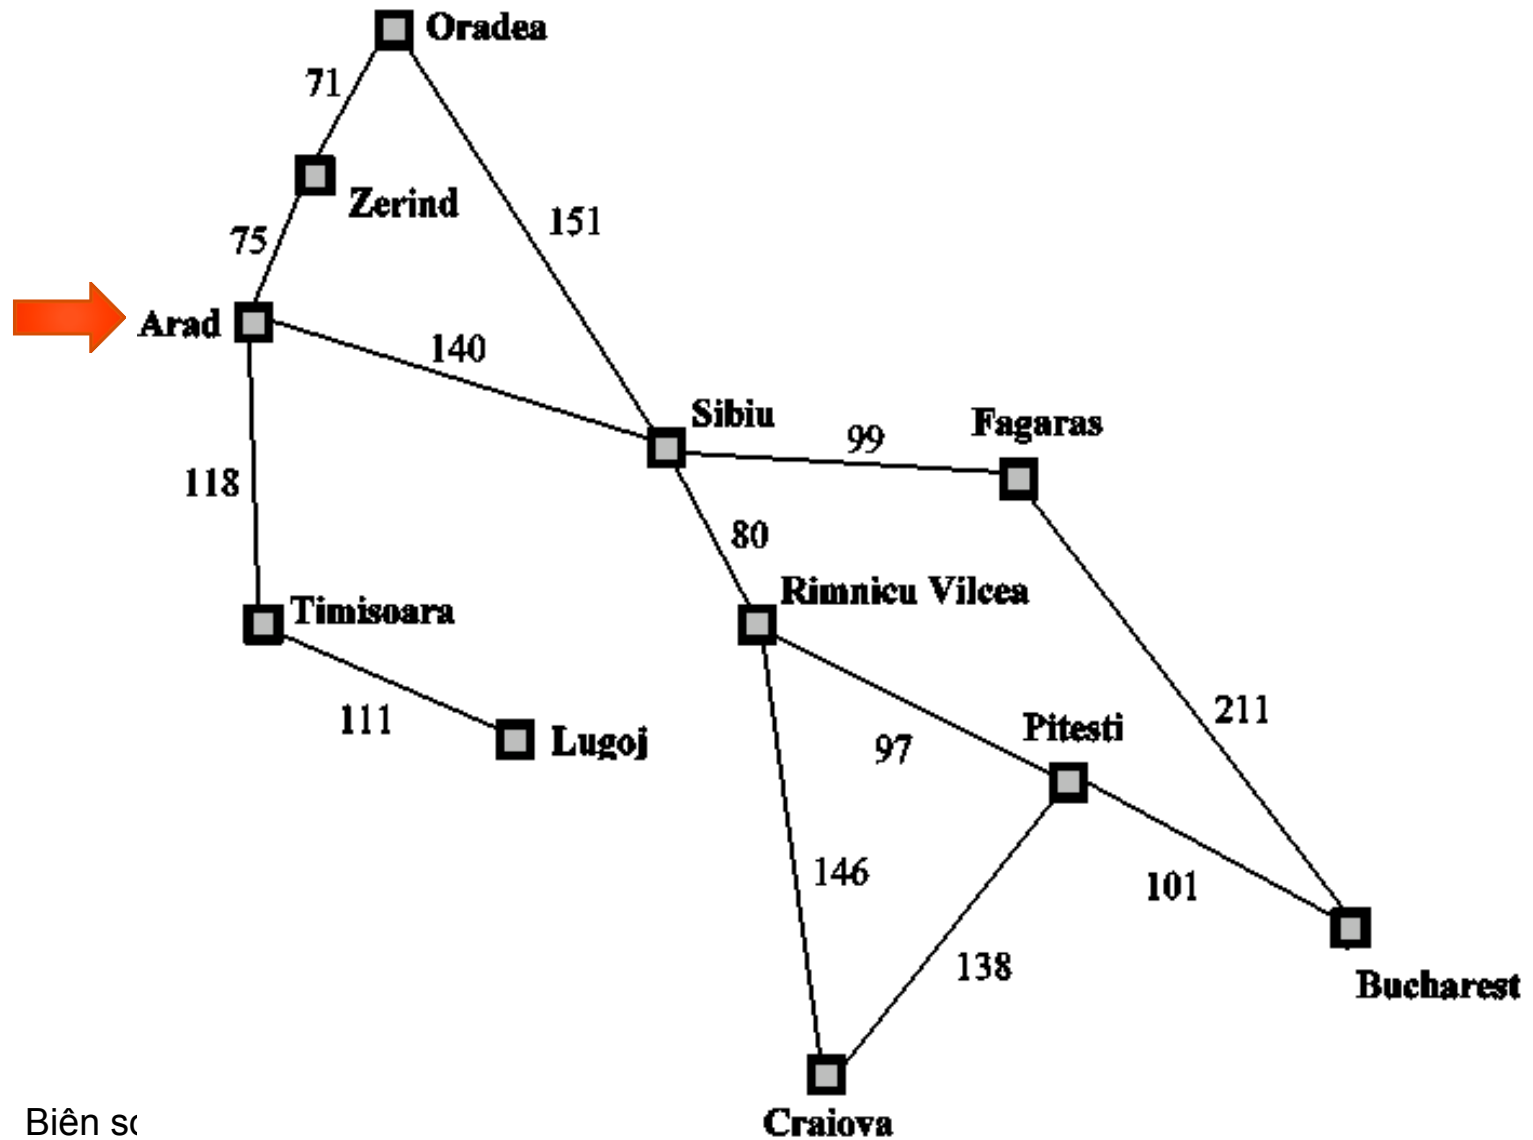 Oradea
71
Zerind
151
75
Arad
140
Sibiu
99
Fagaras
118
80
Rimnicu Vilcea
Timisoara
111
Lugoj
97
Pitesti
211
146
101
138
Bucharest
Craiova
Biên